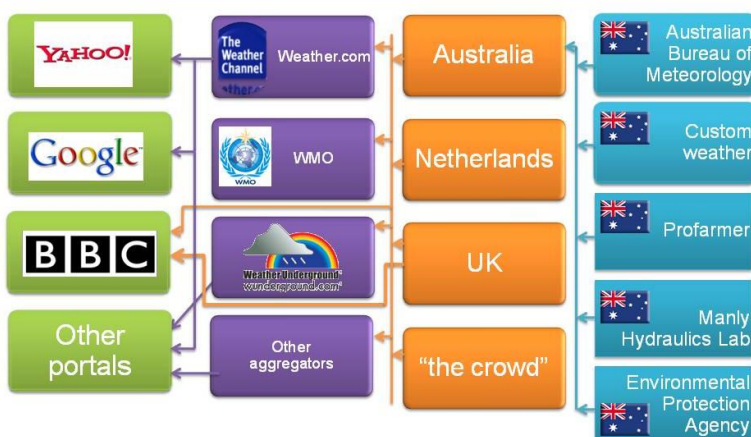 YAHOO!
Google
BBC
Other
portals
The
Weather
Channel
Weather.com
WMO
WMO
Weather Underground
wunderground.com
Other
aggregators
Australia
Netherlands
UK
"the crowd"
Australian
Bureau of
Meteorology
Custom
weather
Profarmer
Manly
Hydraulics Lab
Environmental
Protection
Agency